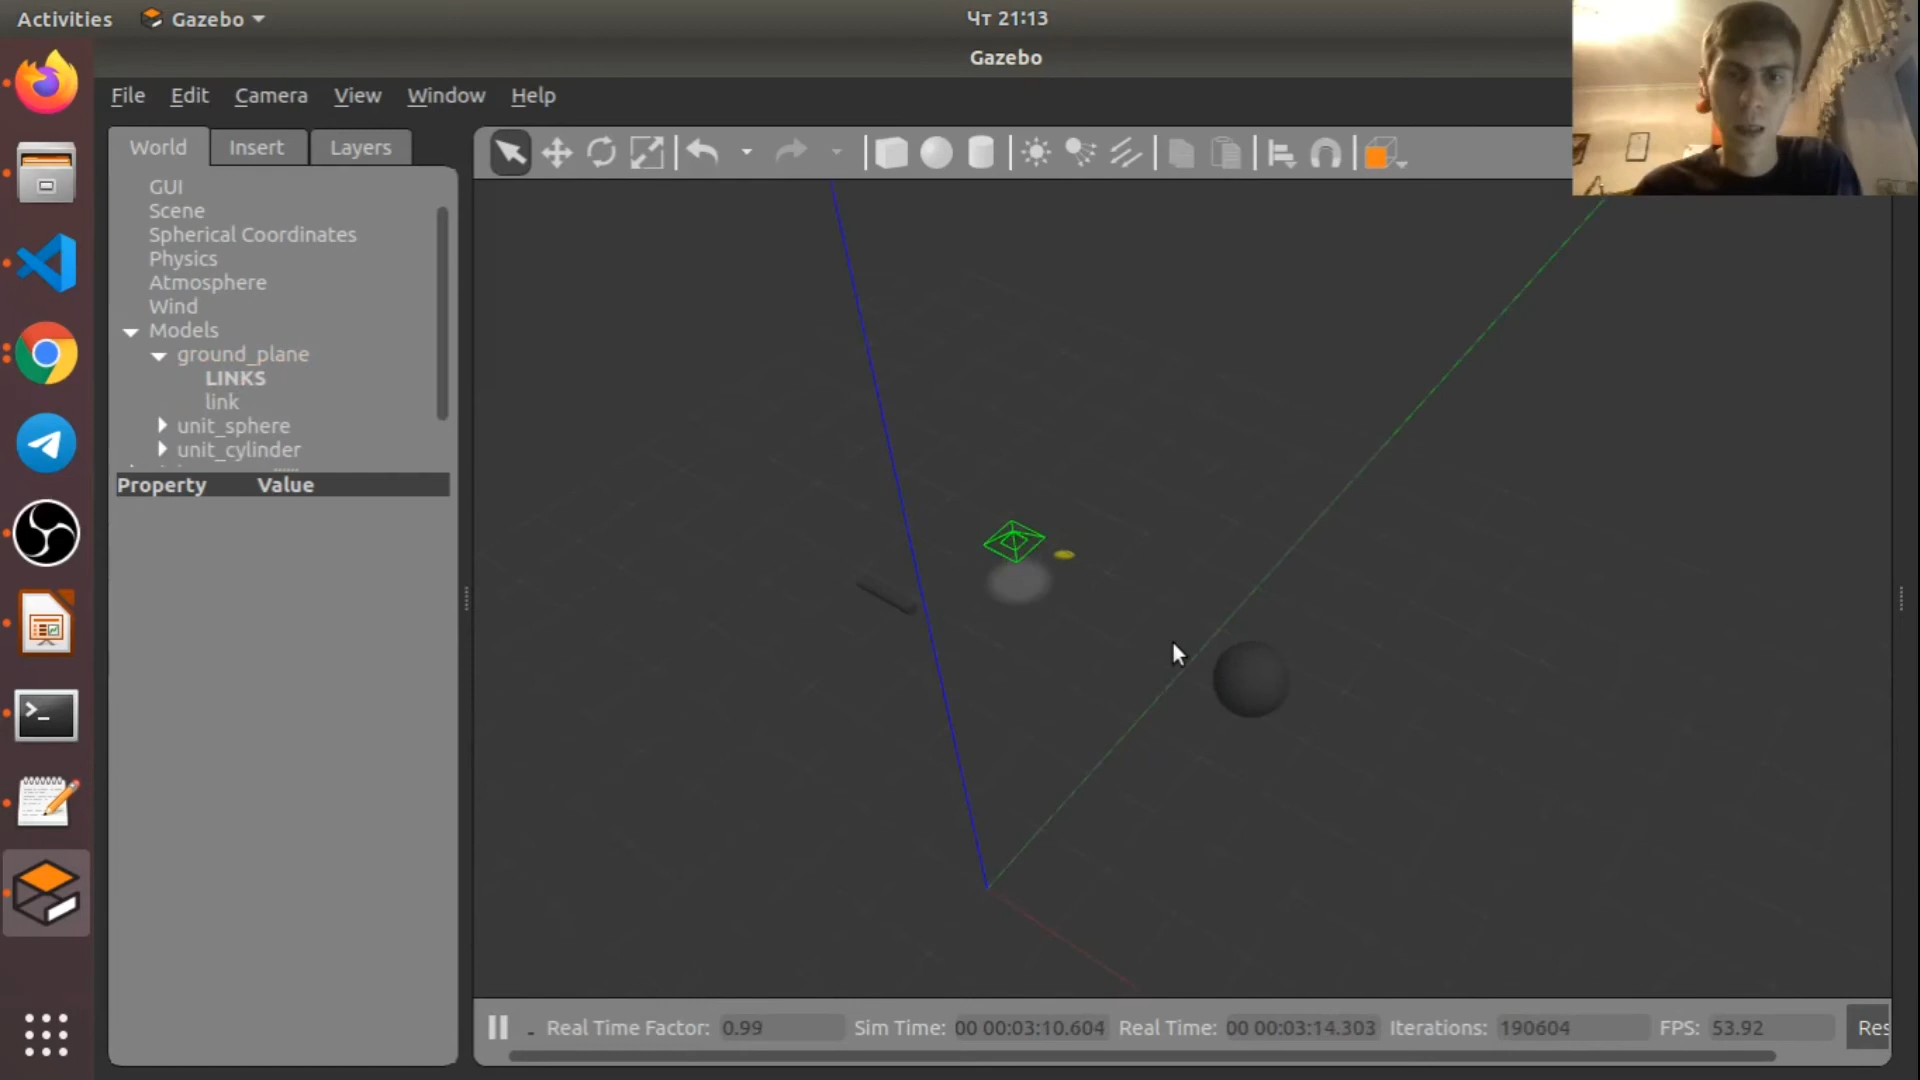 Activities
Gazebo
Чт 21:13
Gazebo
File Edit Camera View Window Help
World Insert Layers
GUI
Scene
Spherical Coordinates
Physics
Atmosphere
Wind
Models
ground_plane
LINKS
link
unit_sphere
unit_cylinder
Property Value
Real Time Factor: 0.99 Sim Time: 00 00:03:10.604 Real Time: 00 00:03:14.303 Iterations: 190604 FPS: 53.92 Res